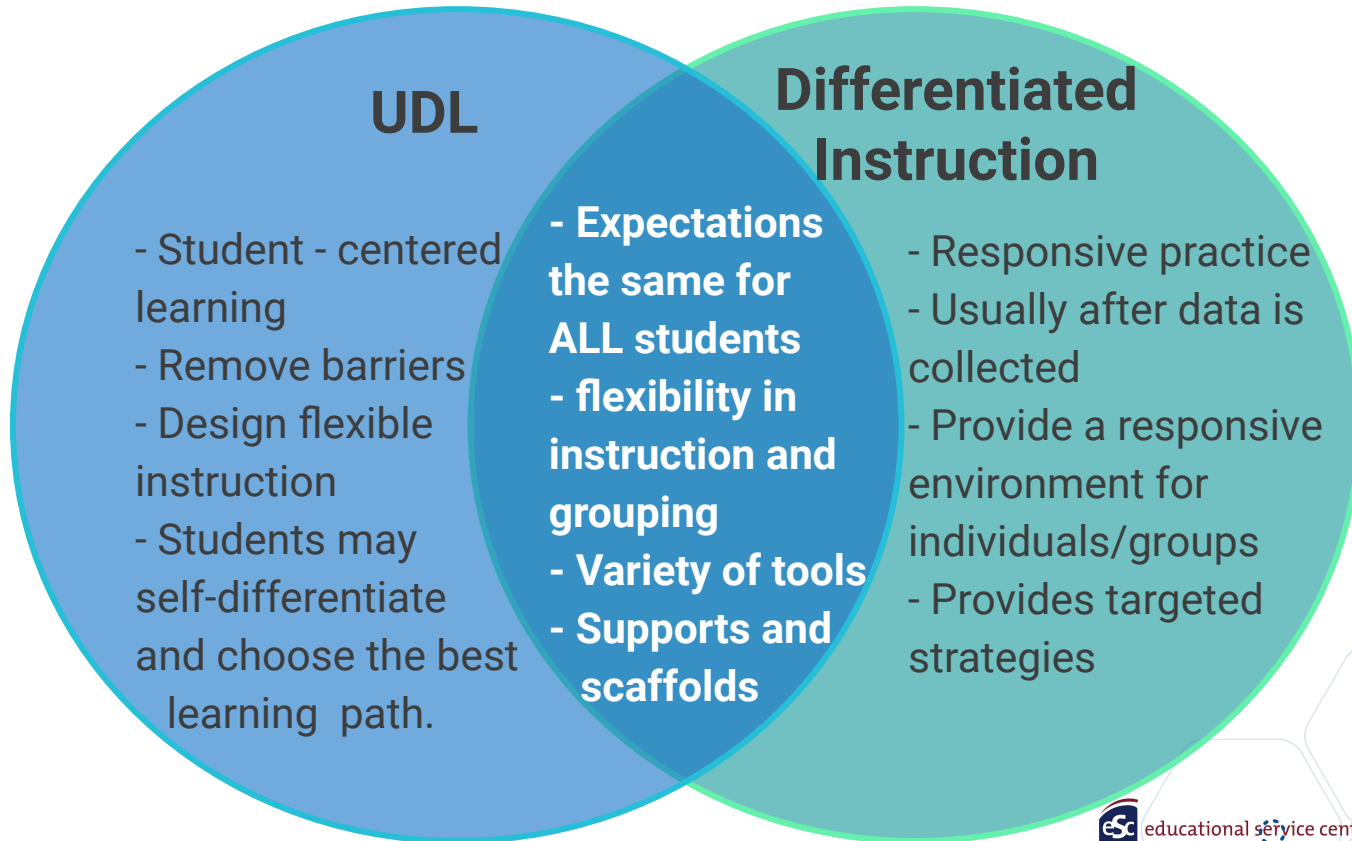 UDL
- Student - centered
learning
- Remove barriers
- Design flexible
instruction
- Students may
self-differentiate
and choose the best
learning path.
- Expectations
the same for
ALL students
- flexibility in
instruction and
grouping
- Variety of tools
- Supports and
scaffolds
Differentiated
Instruction
- Responsive practice
- Usually after data is
collected
- Provide a responsive
environment for
individuals/groups
- Provides targeted
strategies
eSc educational service cent